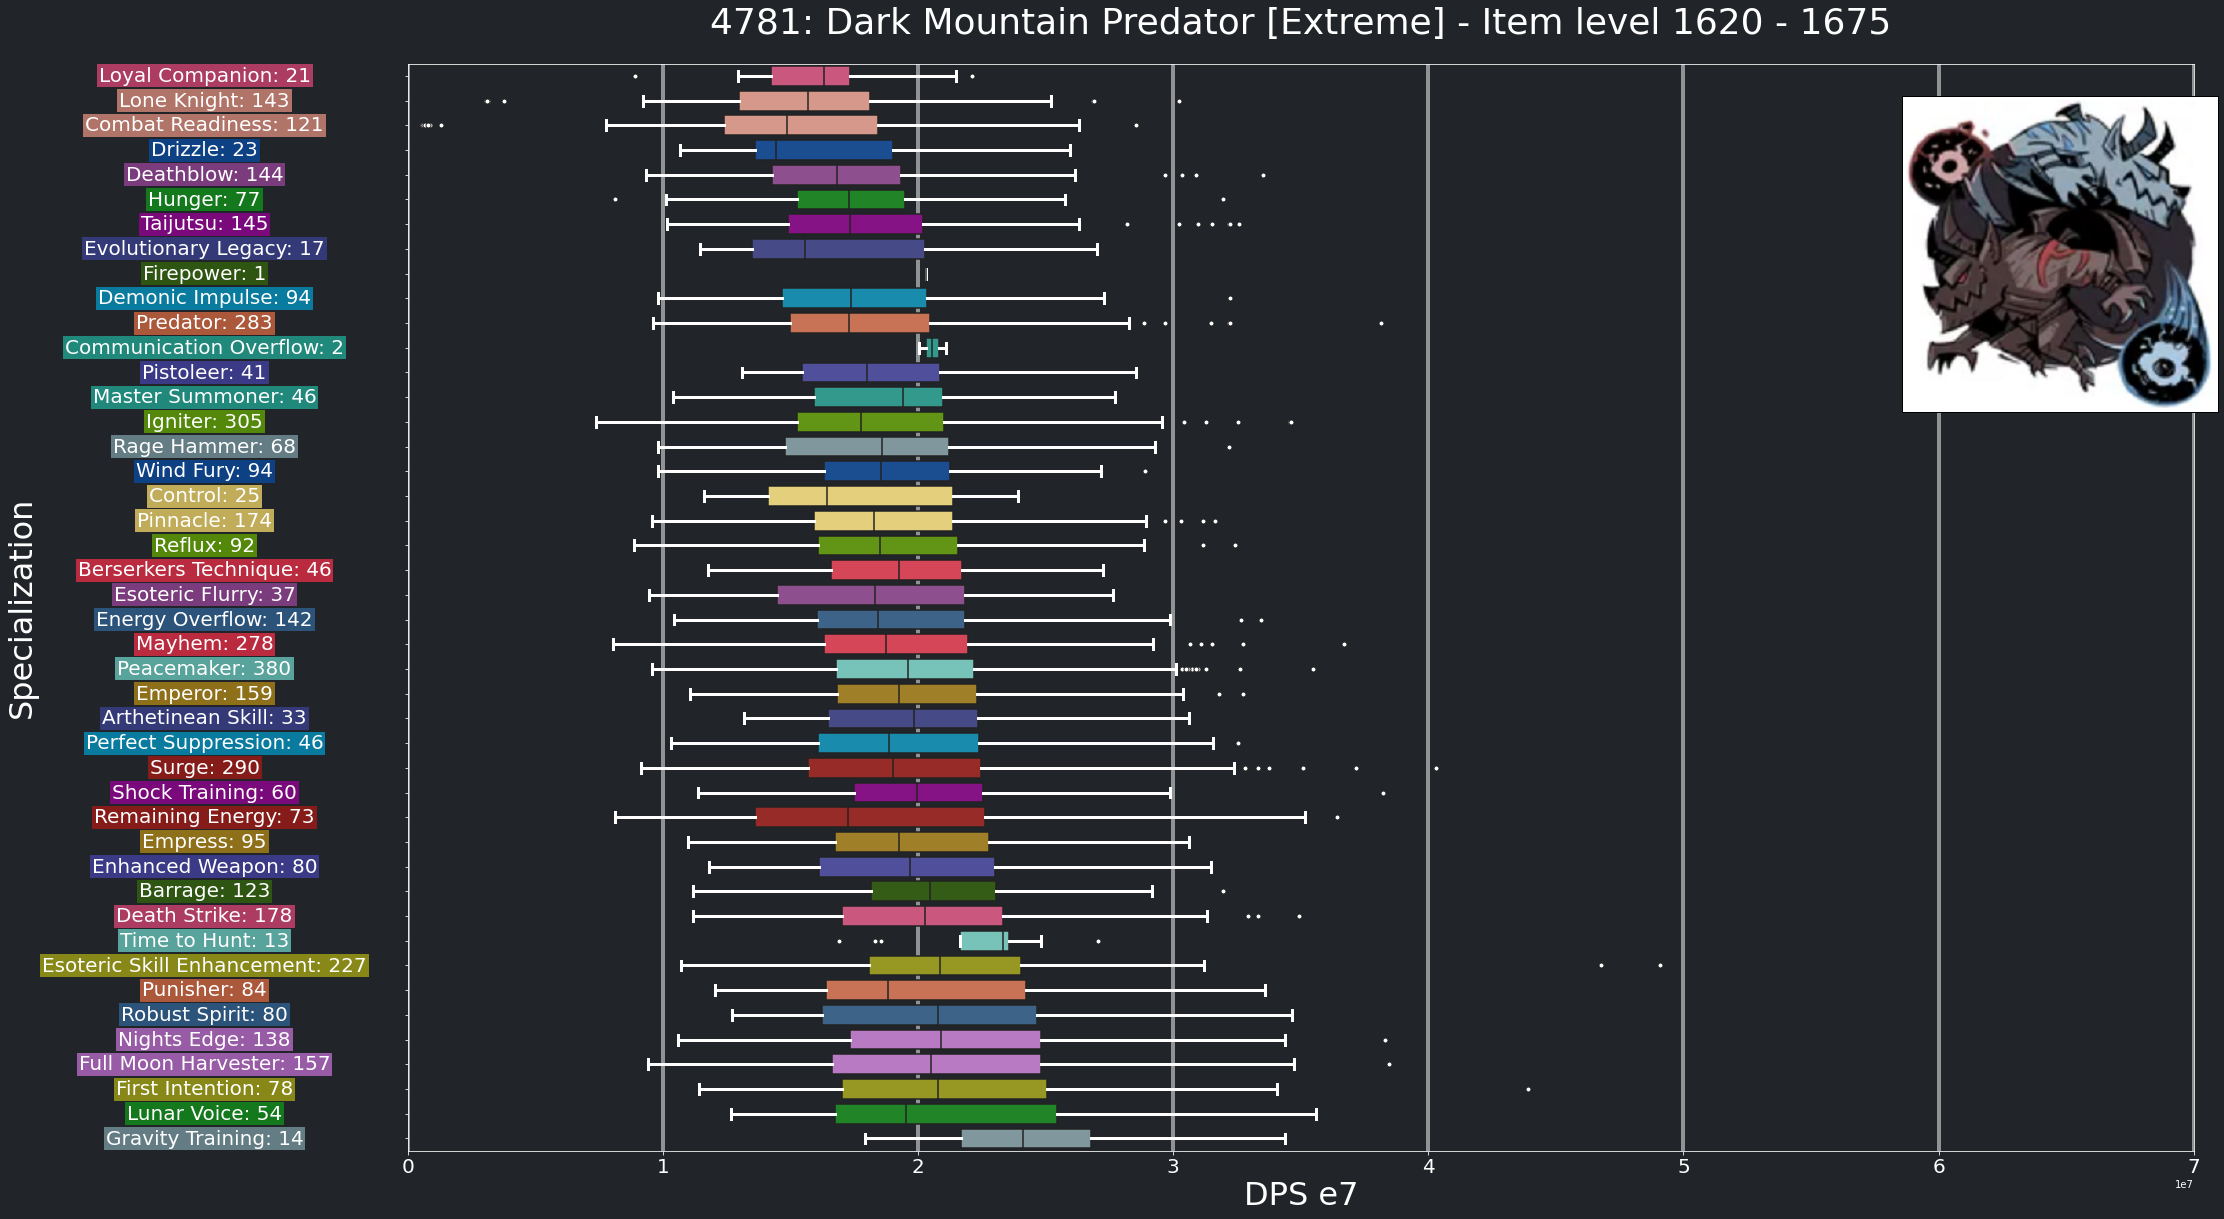 4781: Dark Mountain Predator [Extreme] - Item level 1620 - 1675
Specialization
Loyal Companion: 21
Lone Knight: 143
Combat Readiness: 121
Drizzle: 23
Deathblow: 144
Hunger: 77
Taijutsu: 145
Evolutionary Legacy: 17
Firepower: 1
Demonic Impulse: 94
Predator: 283
Communication Overflow: 2
Pistoleer: 41
Master Summoner: 46
Igniter: 305
Rage Hammer: 68
Wind Fury: 94
Control: 25
Pinnacle: 174
Reflux: 92
Berserkers Technique: 46
Esoteric Flurry: 37
Energy Overflow: 142
Mayhem: 278
Peacemaker: 380
Emperor: 159
Arthetinean Skill: 33
Perfect Suppression: 46
Surge: 290
Shock Training: 60
Remaining Energy: 73
Empress: 95
Enhanced Weapon: 80
Barrage: 123
Death Strike: 178
Time to Hunt: 13
Esoteric Skill Enhancement: 227
Punisher: 84
Robust Spirit: 80
Nights Edge: 138
Full Moon Harvester: 157
First Intention: 78
Lunar Voice: 54
Gravity Training: 14
0 1 2 3 4 5 6 7
1e7
DPS e7